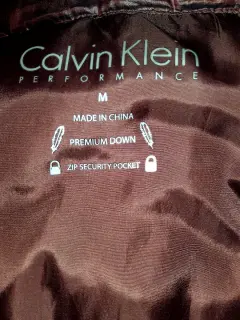 Calvin Klein
PERFORMANCE
M
MADE IN CHINA
PREMIUM DOWN
ZIP SECURITY POCKET